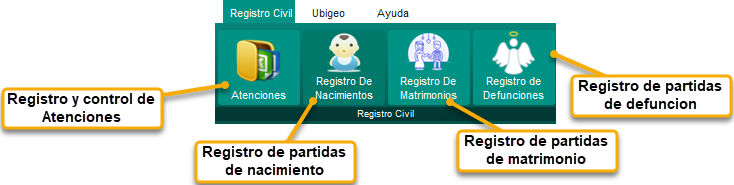 Registro Civil Ubigeo Ayuda
Atenciones
Registro De
Nacimientos
Registro De
Matrimonios
Registro de
Defunciones
Registro Civil
Registro y control de
Atenciones
Registro de partidas
de nacimiento
Registro de partidas
de matrimonio
Registro de partidas
de defuncion